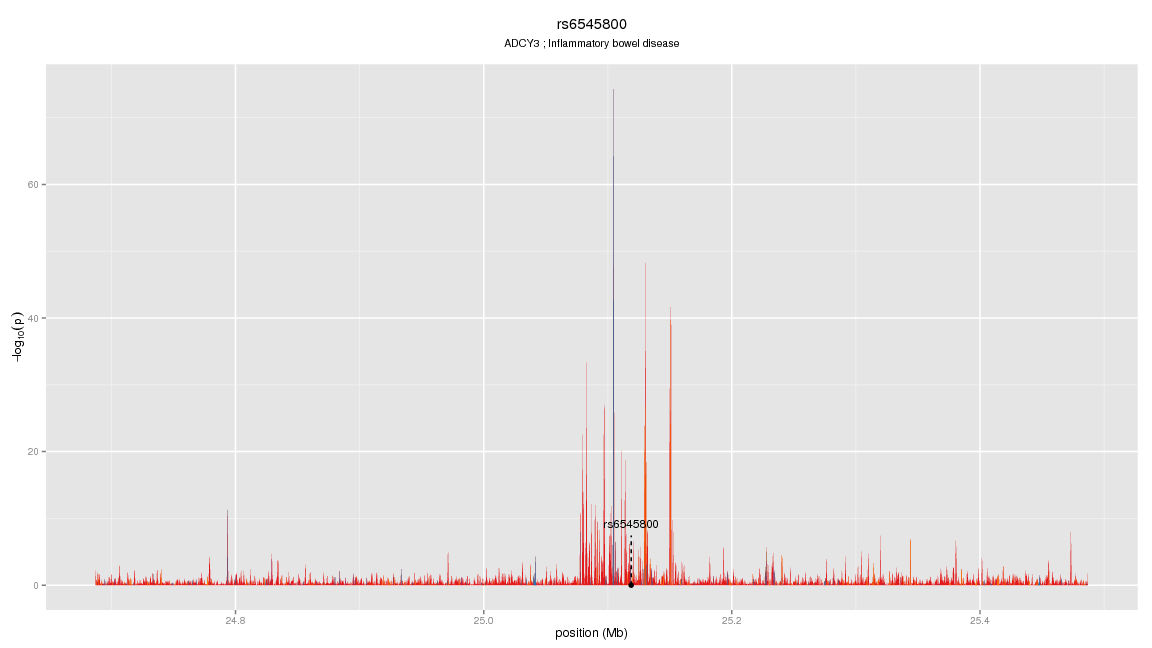 rs6545800
ADCY3 ; Inflammatory bowel disease
−log₁₀(p)
60
40
20
0
rs6545800
24.8
25.0
25.2
25.4
position (Mb)